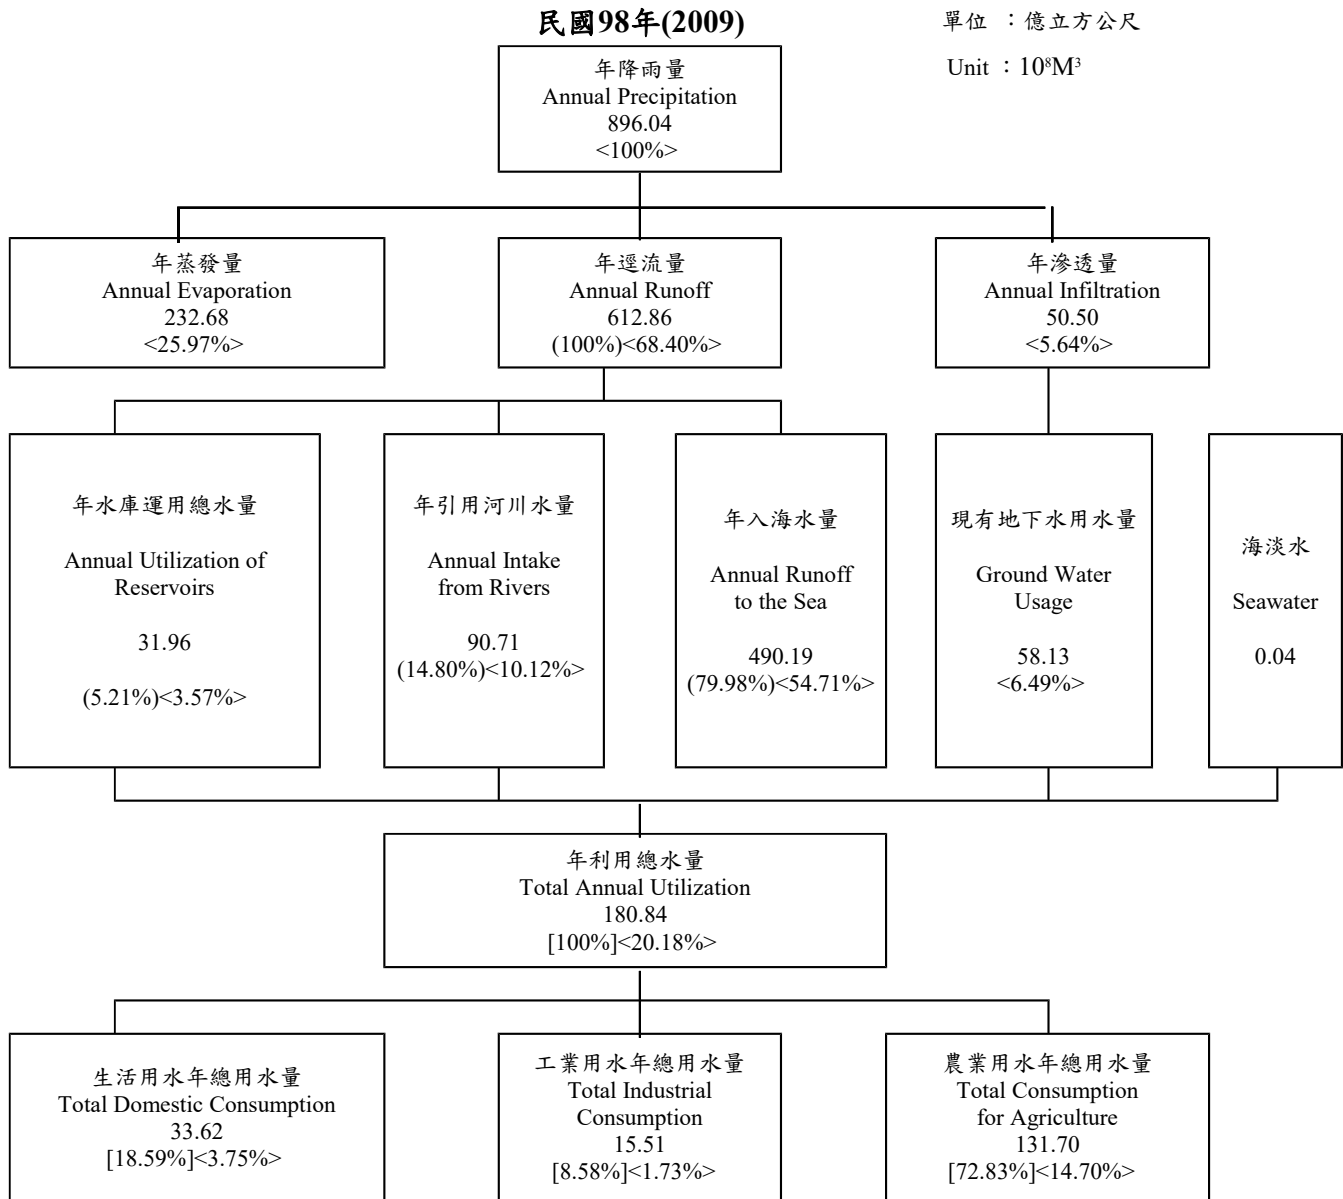 民國98年(2009)
單位 ：億立方公尺
Unit ：10⁸M³
年降雨量
Annual Precipitation
896.04
<100%>
年蒸發量
Annual Evaporation
232.68
<25.97%>
年逕流量
Annual Runoff
612.86
(100%)<68.40%>
年滲透量
Annual Infiltration
50.50
<5.64%>
年水庫運用總水量
Annual Utilization of
Reservoirs
31.96
(5.21%)<3.57%>
年引用河川水量
Annual Intake
from Rivers
90.71
(14.80%)<10.12%>
年入海水量
Annual Runoff
to the Sea
490.19
(79.98%)<54.71%>
現有地下水用水量
Ground Water
Usage
58.13
<6.49%>
海淡水
Seawater
0.04
年利用總水量
Total Annual Utilization
180.84
[100%]<20.18%>
生活用水年總用水量
Total Domestic Consumption
33.62
[18.59%]<3.75%>
工業用水年總用水量
Total Industrial
Consumption
15.51
[8.58%]<1.73%>
農業用水年總用水量
Total Consumption
for Agriculture
131.70
[72.83%]<14.70%>